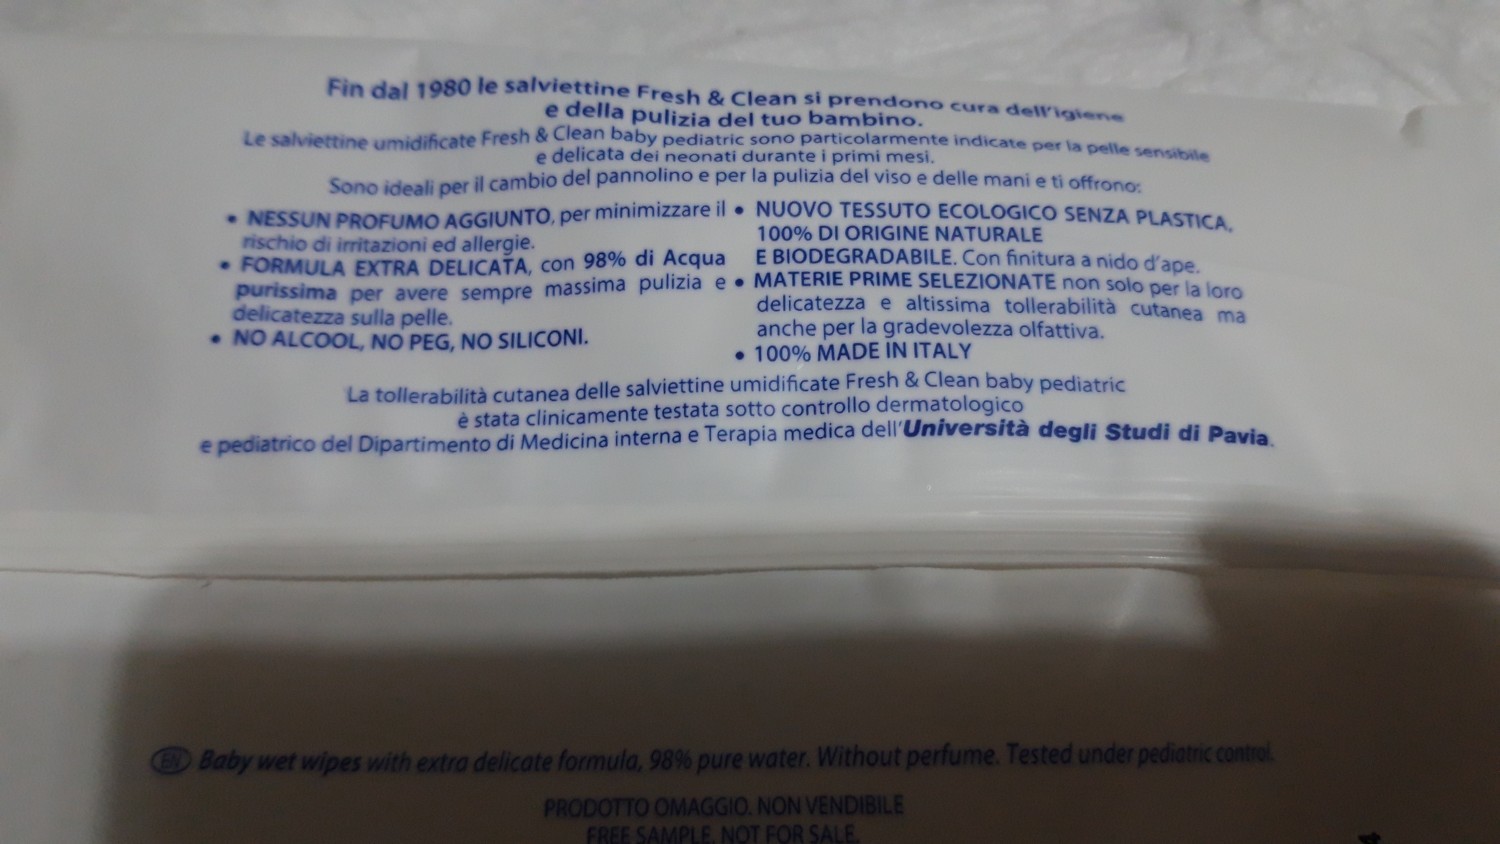 Fin dal 1980 le salviettine Fresh & Clean si prendono cura dell'igiene
e della pulizia del tuo bambino.
Le salviettine umidificate Fresh & Clean baby pediatric sono particolarmente indicate per la pelle sensibile
e delicata dei neonati durante i primi mesi.
Sono ideali per il cambio del pannolino e per la pulizia del viso e delle mani e ti offrono:
• NESSUN PROFUMO AGGIUNTO, per minimizzare il
rischio di irritazioni ed allergie.
• FORMULA EXTRA DELICATA, con 98% di Acqua
purissima per avere sempre massima pulizia e
delicatezza sulla pelle.
• NO ALCOOL, NO PEG, NO SILICONI.
• NUOVO TESSUTO ECOLOGICO SENZA PLASTICA,
100% DI ORIGINE NATURALE
E BIODEGRADABILE. Con finitura a nido d'ape.
• MATERIE PRIME SELEZIONATE non solo per la loro
delicatezza e altissima tollerabilità cutanea ma
anche per la gradevolezza olfattiva.
• 100% MADE IN ITALY
La tollerabilità cutanea delle salviettine umidificate Fresh & Clean baby pediatric
è stata clinicamente testata sotto controllo dermatologico
e pediatrico del Dipartimento di Medicina interna e Terapia medica dell'Università degli Studi di Pavia.
EN Baby wet wipes with extra delicate formula, 98% pure water. Without perfume. Tested under pediatric control.
PRODOTTO OMAGGIO. NON VENDIBILE
FREE SAMPLE. NOT FOR SALE.